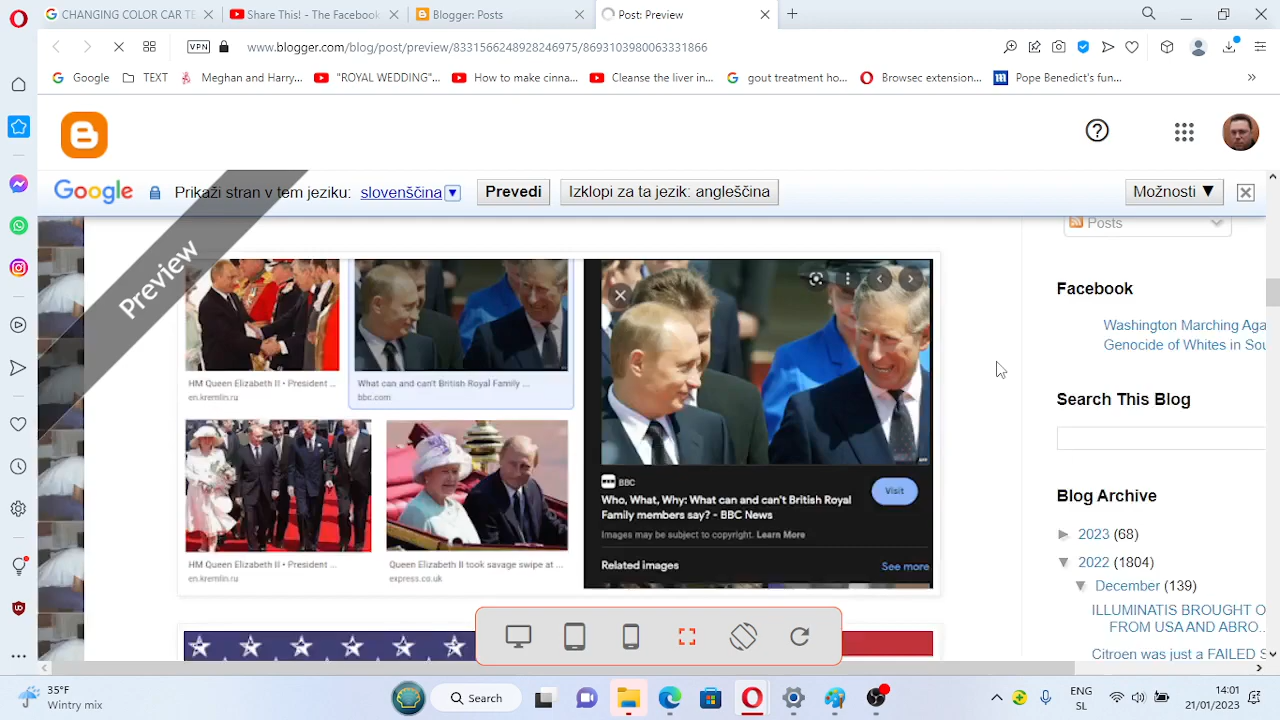 CHANGING COLOR CAR TE
Share This! - The Facebook
Blogger: Posts
Post: Preview
VPN
www.blogger.com/blog/post/preview/8331566248928246975/8693103980063331866
Google
TEXT
Meghan and Harry...
"ROYAL WEDDING"...
How to make cinna...
Cleanse the liver in...
gout treatment ho...
Browsec extension...
Pope Benedict's fun...
»
Google
Prikaži stran v tem jeziku: slovenščina
Prevedi
Izklopi za ta jezik: angleščina
Možnosti ▼
Preview
Posts
HM Queen Elizabeth II • President ...
en.kremlin.ru
What can and can't British Royal Family ...
bbc.com
HM Queen Elizabeth II • President ...
en.kremlin.ru
Queen Elizabeth II took savage swipe at ...
express.co.uk
BBC
Who, What, Why: What can and can't British Royal
Family members say? - BBC News
Visit
Images may be subject to copyright. Learn More
Related images
See more
Facebook
Washington Marching Aga
Genocide of Whites in Sou
Search This Blog
Blog Archive
► 2023 (68)
▼ 2022 (1804)
▼ December (139)
ILLUMINATIS BROUGHT O
FROM USA AND ABRO...
Citroen was just a FAILED S
35°F
Wintry mix
Search
ENG
SL
14:01
21/01/2023